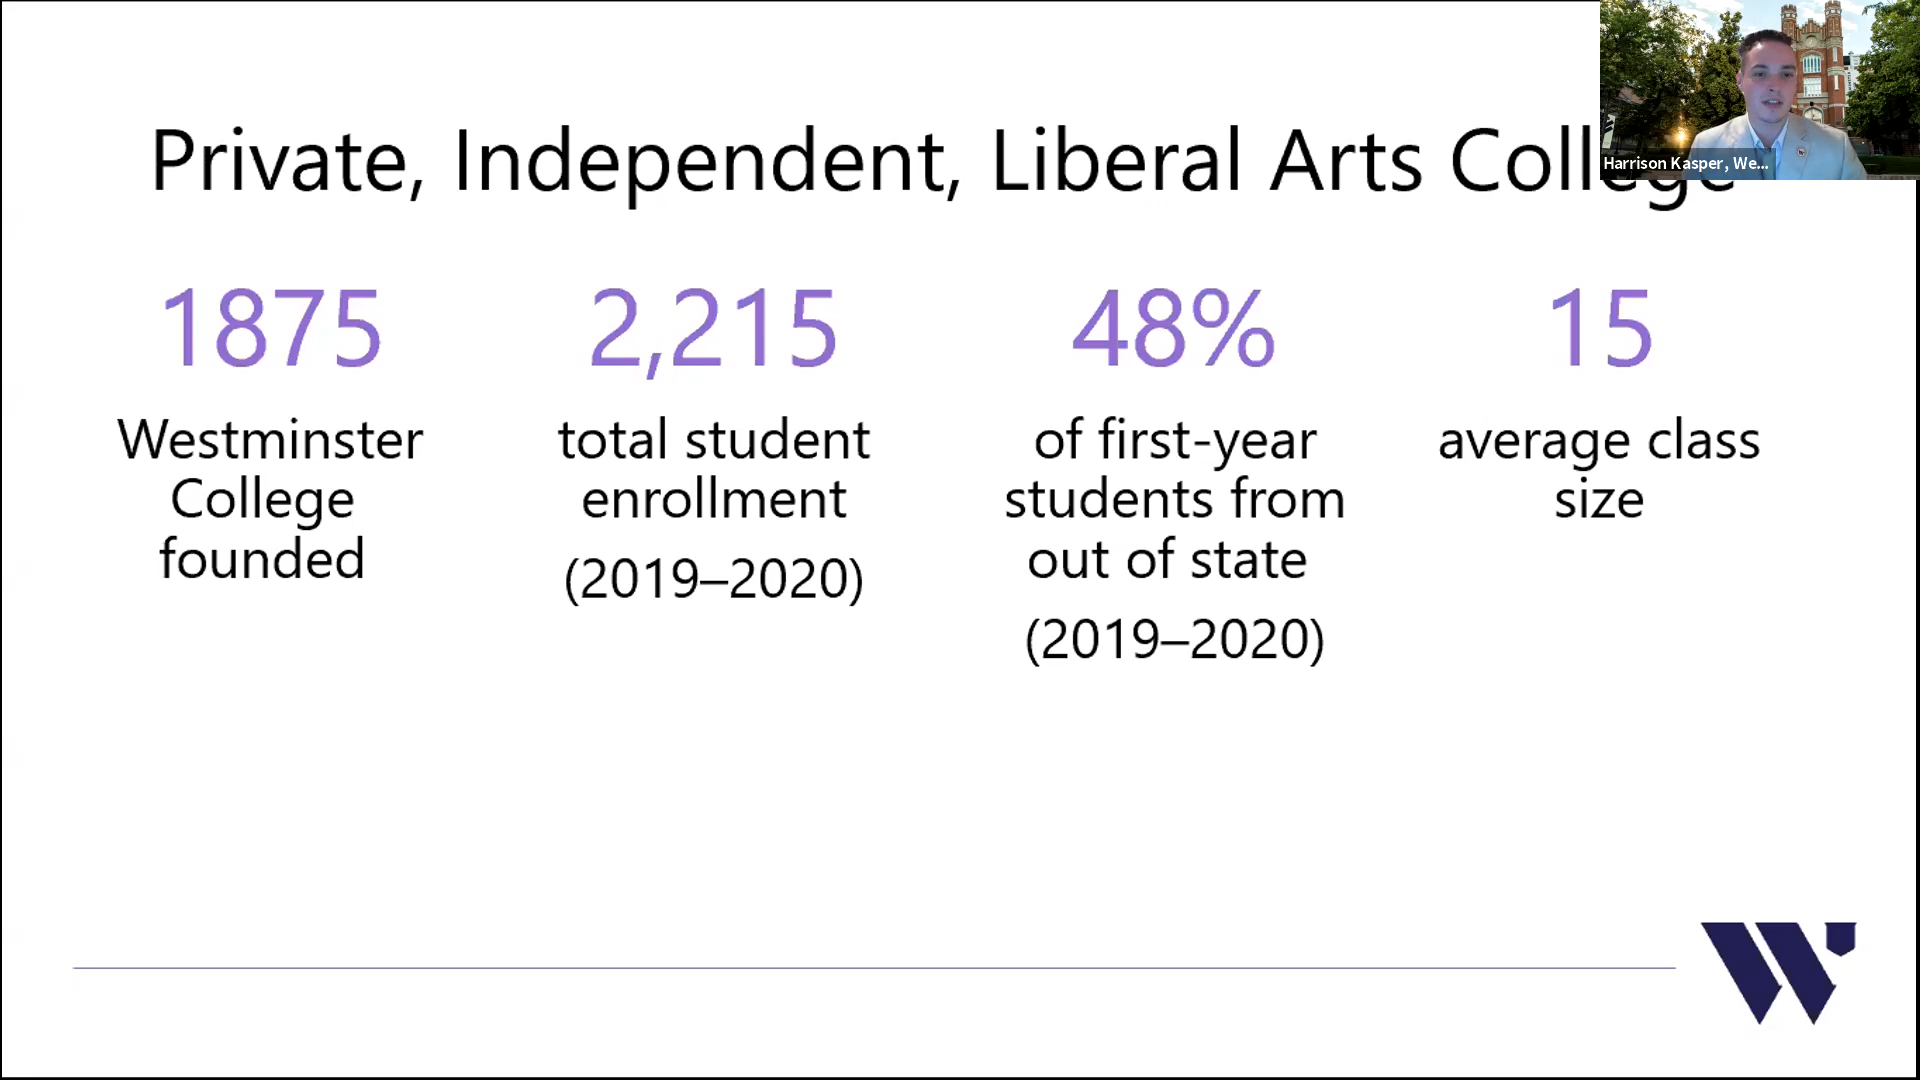 Private, Independent, Liberal Arts College
Harrison Kasper, We...
1875
Westminster
College
founded
2,215
total student
enrollment
(2019–2020)
48%
of first-year
students from
out of state
(2019–2020)
15
average class
size